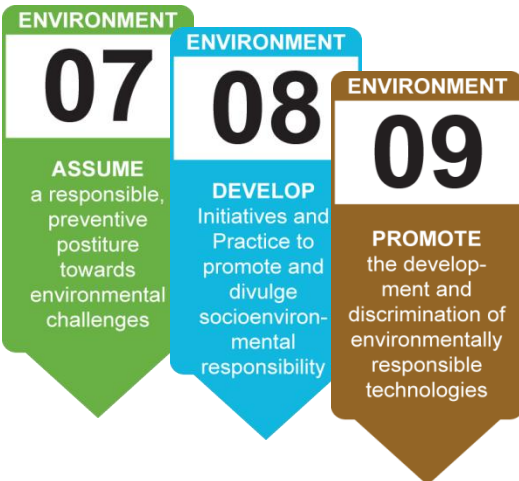 ENVIRONMENT
07
ASSUME
a responsible,
preventive
postiture
towards
environmental
challenges
ENVIRONMENT
08
DEVELOP
Initiatives and
Practice to
promote and
divulge
socioenviron-
mental
responsibility
ENVIRONMENT
09
PROMOTE
the develop-
ment and
discrimination of
environmentally
responsible
technologies